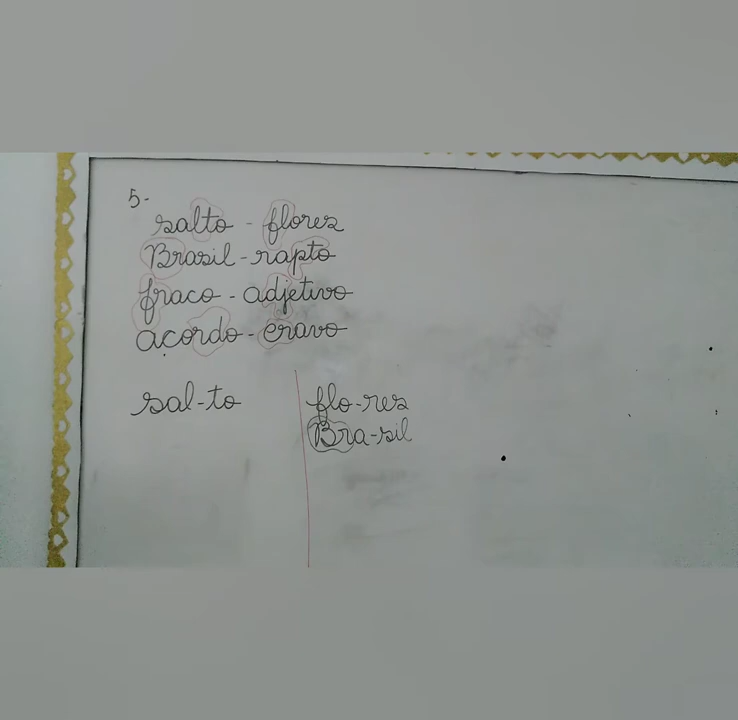 5-
salto - flores
Brasil - rapto
fraco - adjetivo
acordo - cravo
sal-to flo-res
Bra-sil